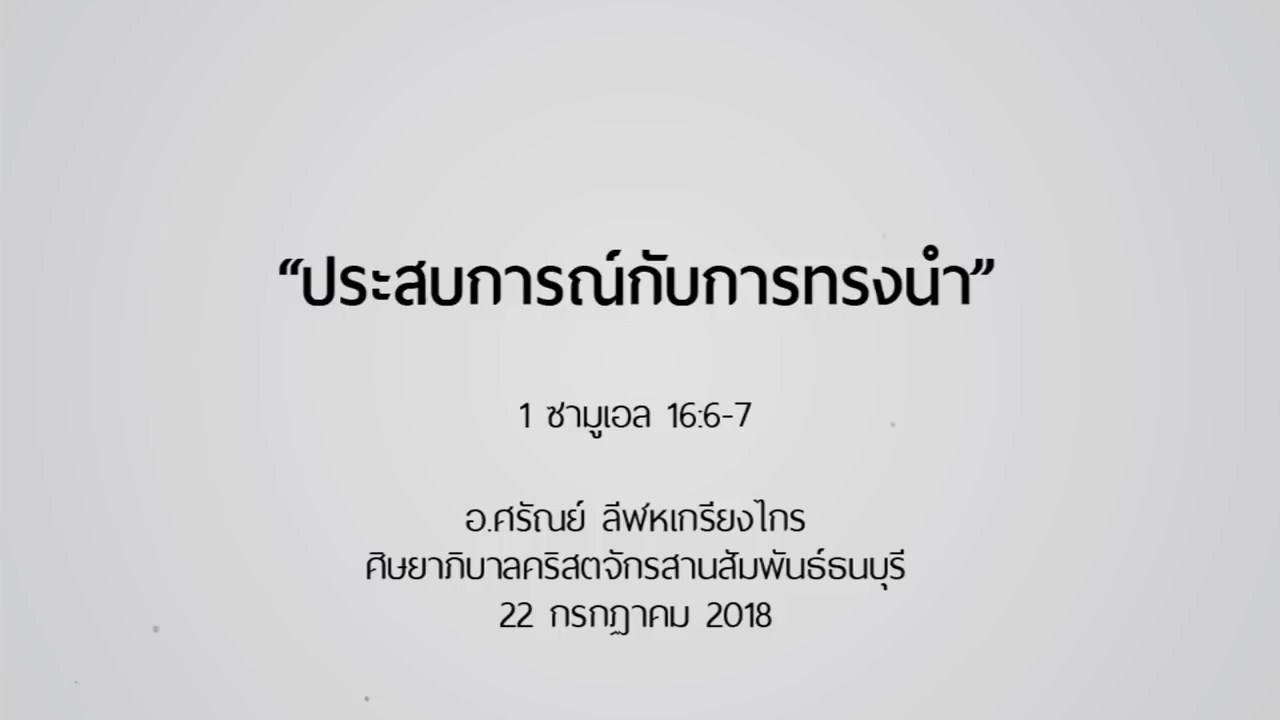 “ประสบการณ์กับการทรงนำ”
1 ซามูเอล 16:6-7
อ.ศรัณย์ ลีฬหเกรียงไกร
ศิษยาภิบาลคริสตจักรสานสัมพันธ์ธนบุรี
22 กรกฎาคม 2018